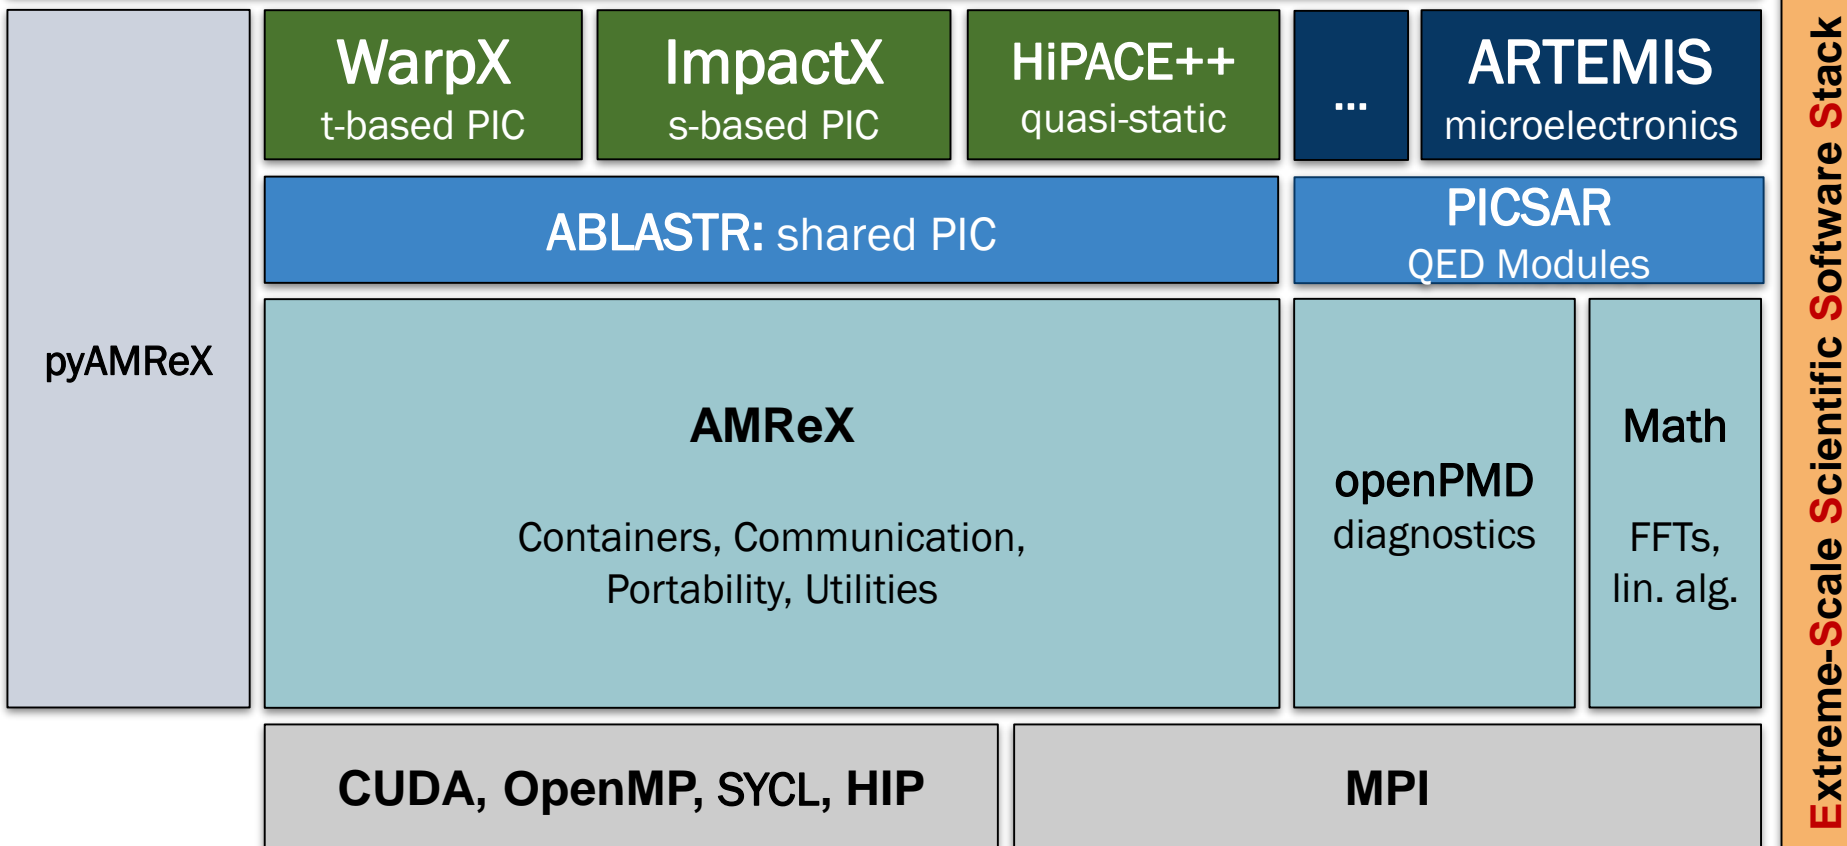 WarpX
t-based PIC
ImpactX
s-based PIC
HiPACE++
quasi-static
...
ARTEMIS
microelectronics
ABLASTR: shared PIC
PICSAR
QED Modules
pyAMReX
AMReX
Containers, Communication,
Portability, Utilities
openPMD
diagnostics
Math
FFTs,
lin. alg.
CUDA, OpenMP, SYCL, HIP
MPI
Extreme-Scale Scientific Software Stack